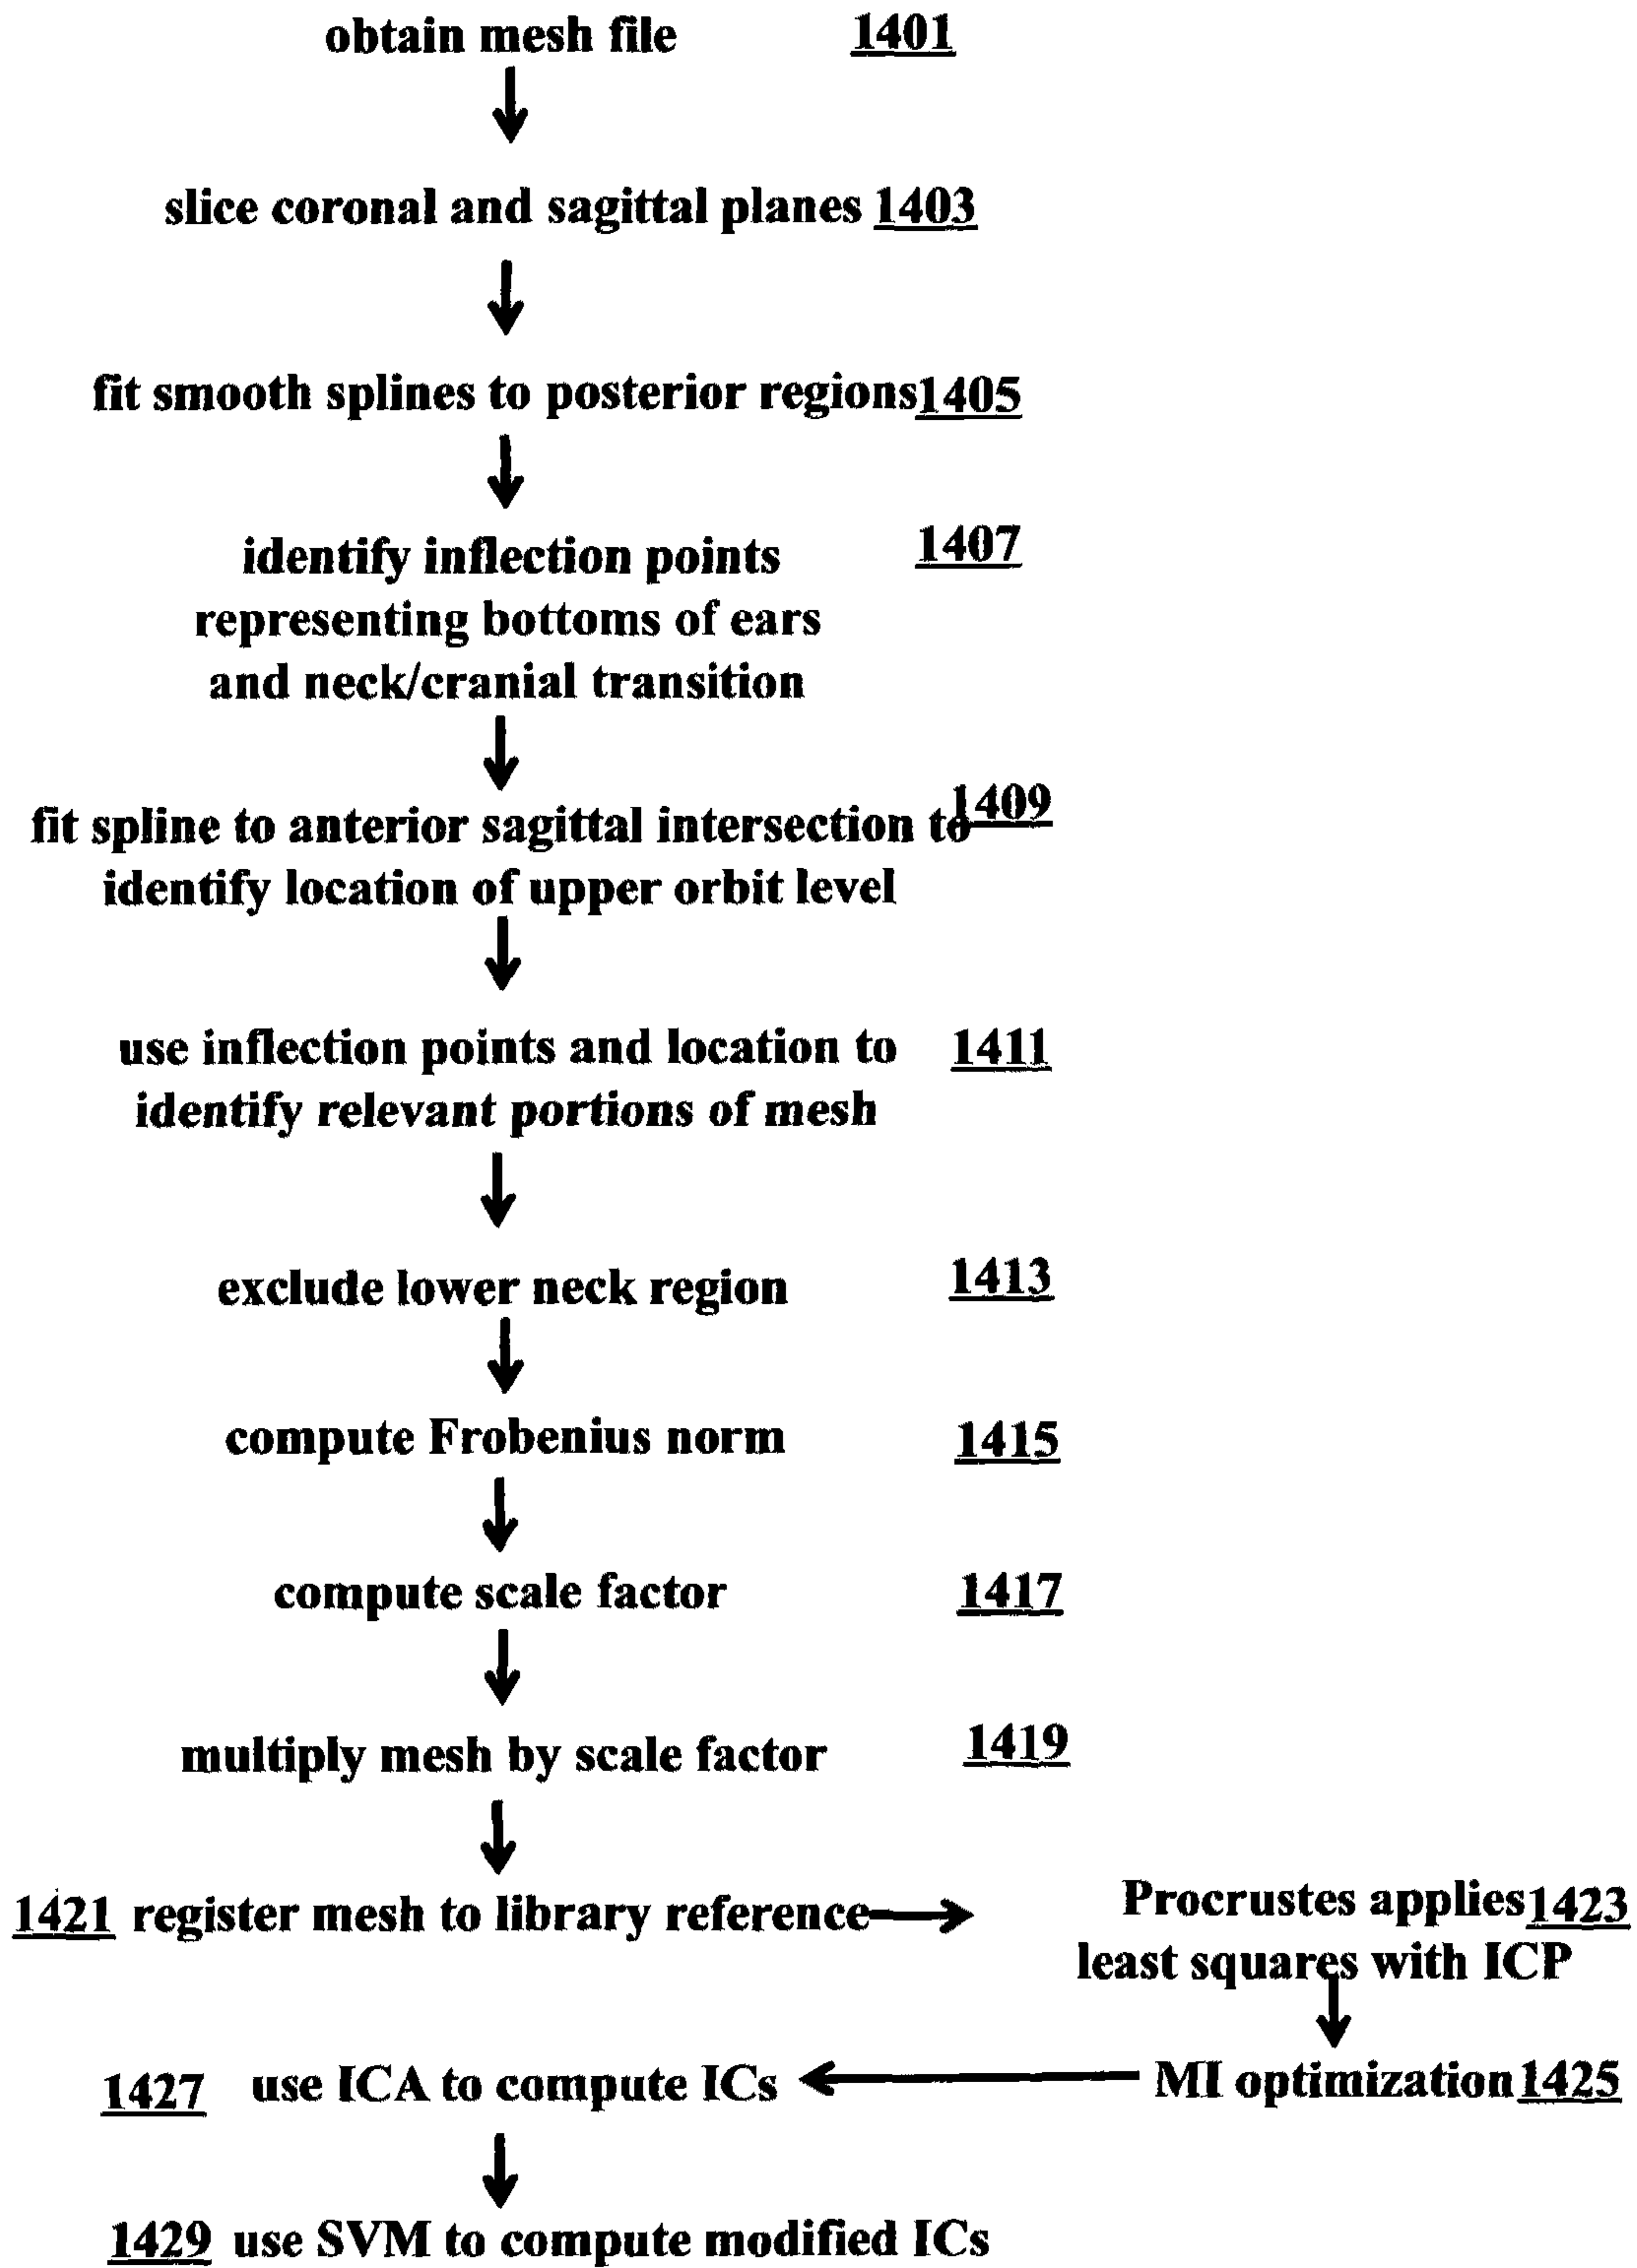 obtain mesh file 1401
slice coronal and sagittal planes 1403
fit smooth splines to posterior regions 1405
identify inflection points 1407
representing bottoms of ears
and neck/cranial transition
fit spline to anterior sagittal intersection to 1409
identify location of upper orbit level
use inflection points and location to 1411
identify relevant portions of mesh
exclude lower neck region 1413
compute Frobenius norm 1415
compute scale factor 1417
multiply mesh by scale factor 1419
1421 register mesh to library reference
Procrustes applies 1423
least squares with ICP
MI optimization 1425
1427 use ICA to compute ICs
1429 use SVM to compute modified ICs